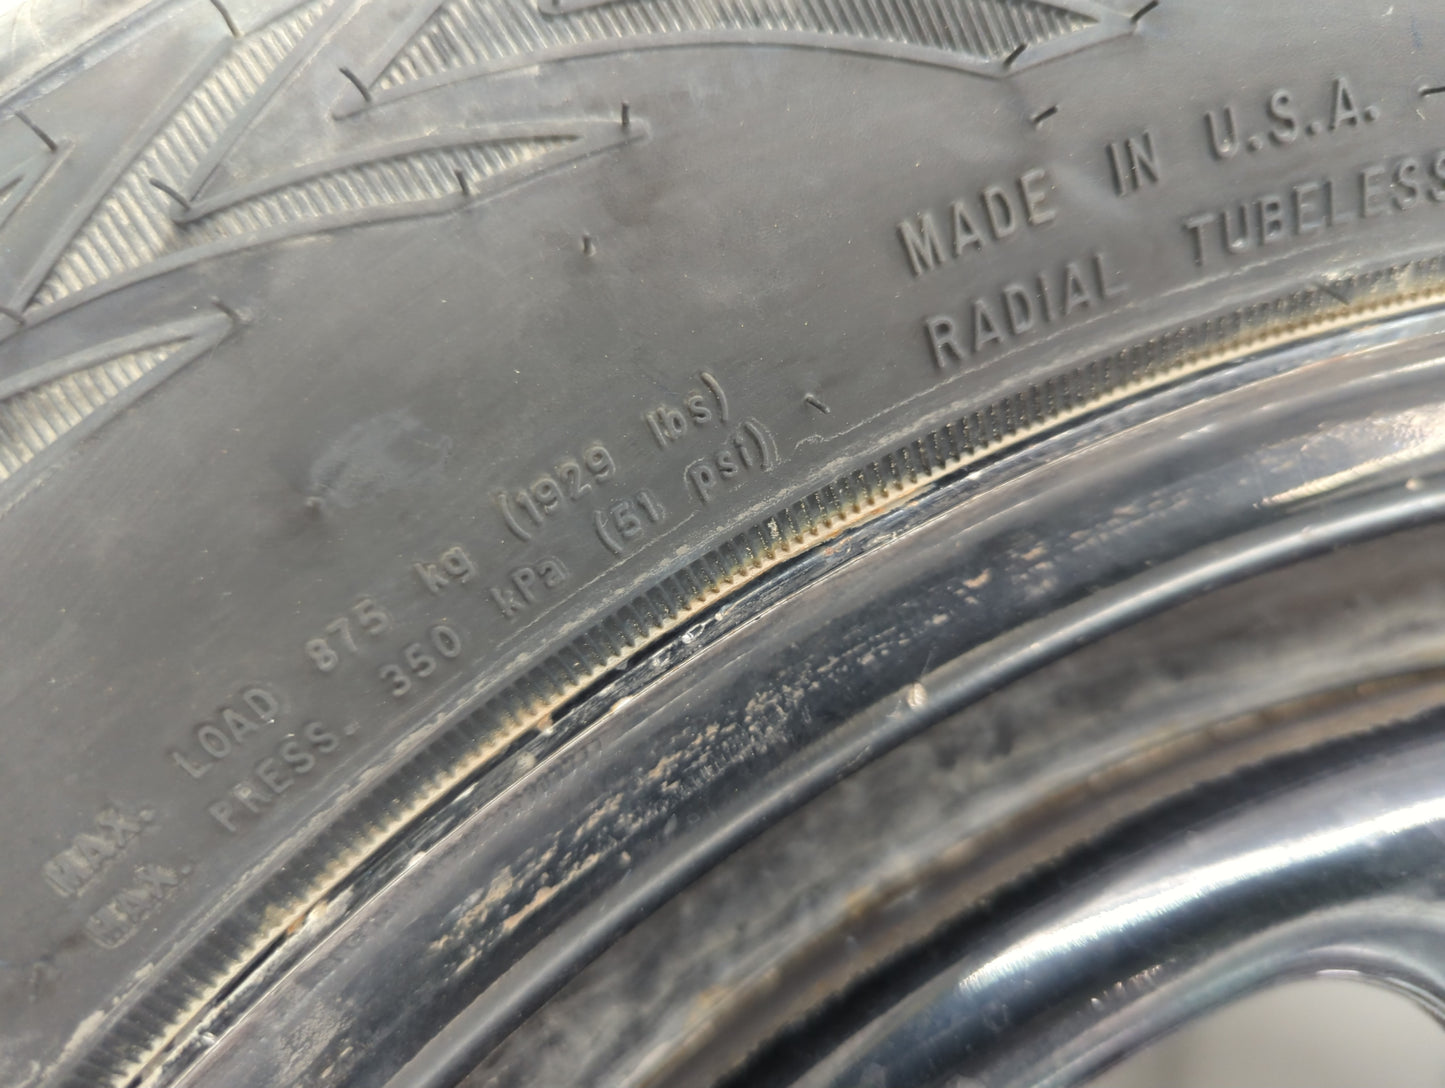 MADE IN U.S.A.
RADIAL TUBELESS
MAX. LOAD 875 kg (1929 lbs)
MAX. PRESS. 350 kPa (51 psi)